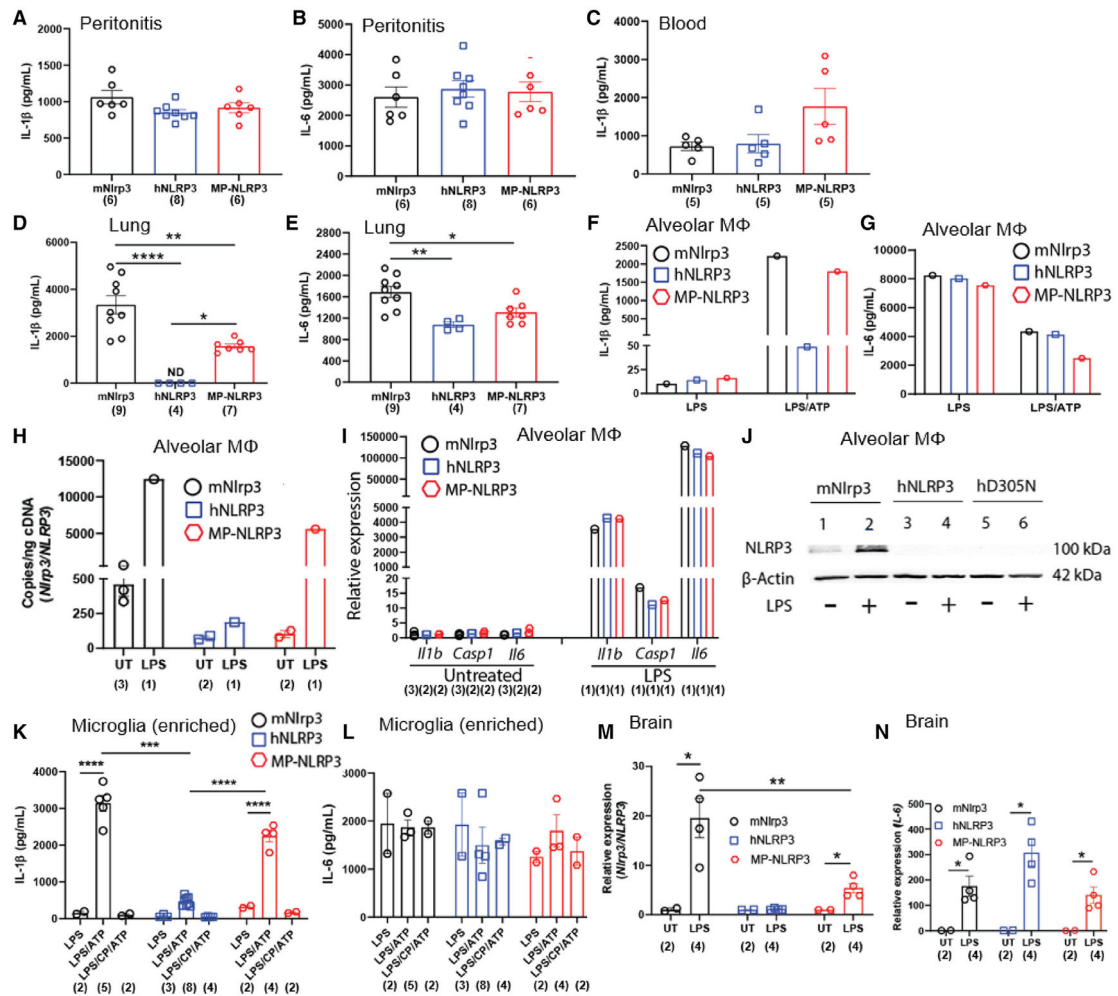 A Peritonitis
IL-1β (pg/mL)
2000
1500
1000
500
0
mNlrp3 hNLRP3 MP-NLRP3
(6) (8) (6)
B Peritonitis
IL-6 (pg/mL)
6000
5000
4000
3000
2000
1000
0
mNlrp3 hNLRP3 MP-NLRP3
(6) (8) (6)
C Blood
IL-1β (pg/mL)
4000
3000
2000
1000
0
mNlrp3 hNLRP3 MP-NLRP3
(5) (5) (5)
D Lung
IL-1β (pg/mL)
6000
4000
2000
0
**
****
*
ND
mNlrp3 hNLRP3 MP-NLRP3
(9) (4) (7)
E Lung
IL-6 (pg/mL)
2800
2400
2000
1600
1200
800
400
0
*
**
mNlrp3 hNLRP3 MP-NLRP3
(9) (4) (7)
F Alveolar MΦ
mNlrp3
hNLRP3
MP-NLRP3
IL-1β (pg/mL)
2500
2000
1500
1000
500
50
25
0
LPS LPS/ATP
G Alveolar MΦ
mNlrp3
hNLRP3
MP-NLRP3
IL-6 (pg/mL)
10000
8000
6000
4000
2000
0
LPS LPS/ATP
H Alveolar MΦ
mNlrp3
hNLRP3
MP-NLRP3
Copies/ng cDNA
(Nlrp3/NLRP3)
15000
10000
5000
500
250
0
UT LPS UT LPS UT LPS
(3) (1) (2) (1) (2) (1)
I Alveolar MΦ
mNlrp3
hNLRP3
MP-NLRP3
Relative expression
150000
125000
100000
75000
5000
4000
3000
2000
1000
20
15
10
5
0
Il1b Casp1 Il6 Il1b Casp1 Il6
Untreated LPS
(3)(2)(2) (3)(2)(2) (3)(2)(2) (1)(1)(1) (1)(1)(1) (1)(1)(1)
J Alveolar MΦ
mNlrp3 hNLRP3 hD305N
1 2 3 4 5 6
NLRP3 100 kDa
β-Actin 42 kDa
LPS - + - + - +
K Microglia (enriched)
mNlrp3
hNLRP3
MP-NLRP3
IL-1β (pg/mL)
4000
3000
2000
1000
0
***
****
****
****
LPS LPS/ATP LPS/CP/ATP LPS LPS/ATP LPS/CP/ATP LPS LPS/ATP LPS/CP/ATP
(2) (5) (2) (3) (8) (4) (2) (4) (2)
L Microglia (enriched)
IL-6 (pg/mL)
3000
2000
1000
0
LPS LPS/ATP LPS/CP/ATP LPS LPS/ATP LPS/CP/ATP LPS LPS/ATP LPS/CP/ATP
(2) (5) (2) (3) (8) (4) (2) (4) (2)
M Brain
Relative expression
(Nlrp3/NLRP3)
30
20
10
0
*
**
*
mNlrp3
hNLRP3
MP-NLRP3
UT LPS UT LPS UT LPS
(2) (4) (2) (4) (2) (4)
N Brain
mNlrp3
hNLRP3
MP-NLRP3
Relative expression (IL-6)
500
400
300
200
100
0
*
*
*
UT LPS UT LPS UT LPS
(2) (4) (2) (4) (2) (4)